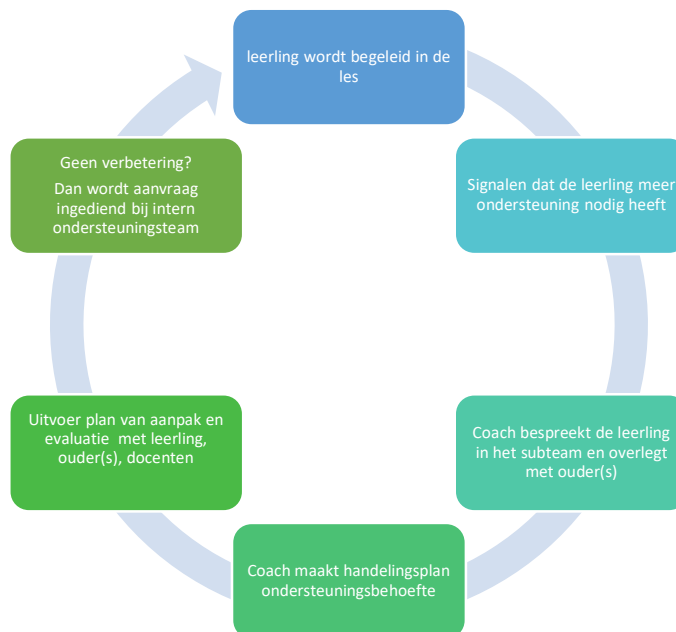 leerling wordt begeleid in de
les
Signalen dat de leerling meer
ondersteuning nodig heeft
Coach bespreekt de leerling
in het subteam en overlegt
met ouder(s)
Coach maakt handelingsplan
ondersteuningsbehoefte
Uitvoer plan van aanpak en
evaluatie met leerling,
ouder(s), docenten
Geen verbetering?
Dan wordt aanvraag
ingediend bij intern
ondersteuningsteam